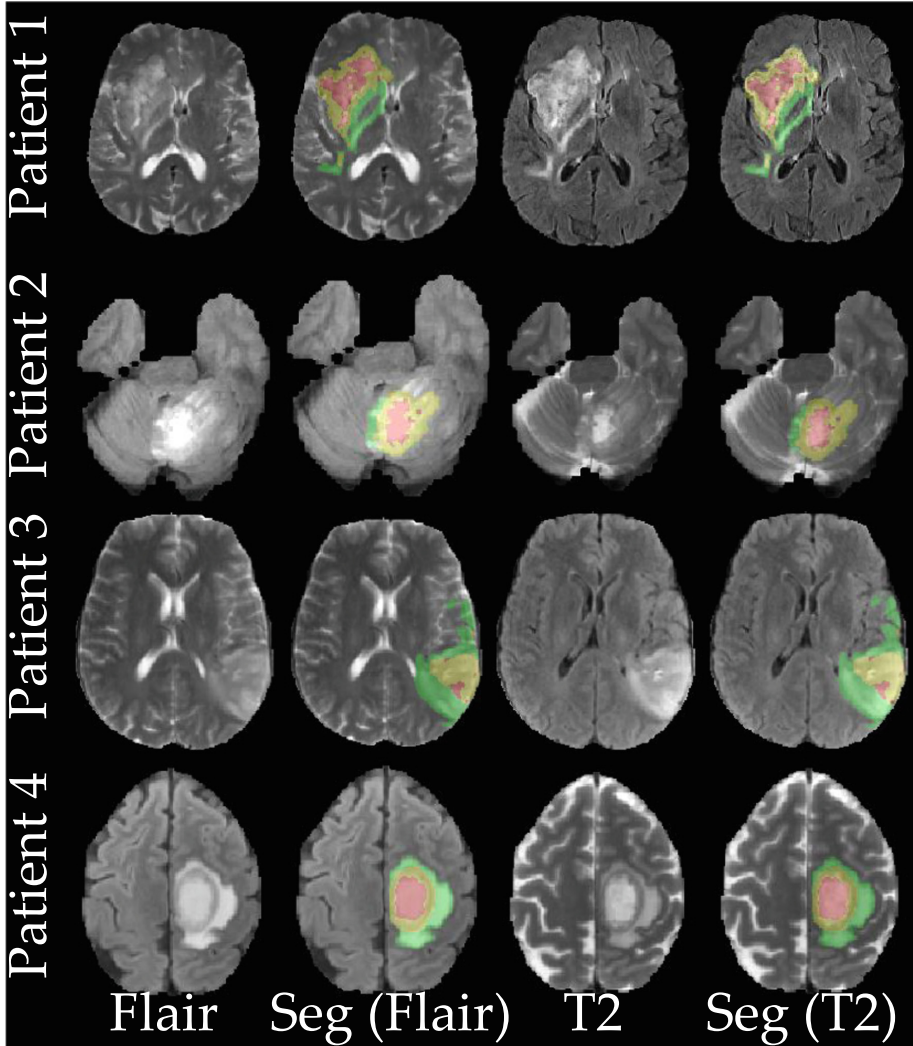 Patient 1
Patient 2
Patient 3
Patient 4
Flair
Seg (Flair)
T2
Seg (T2)